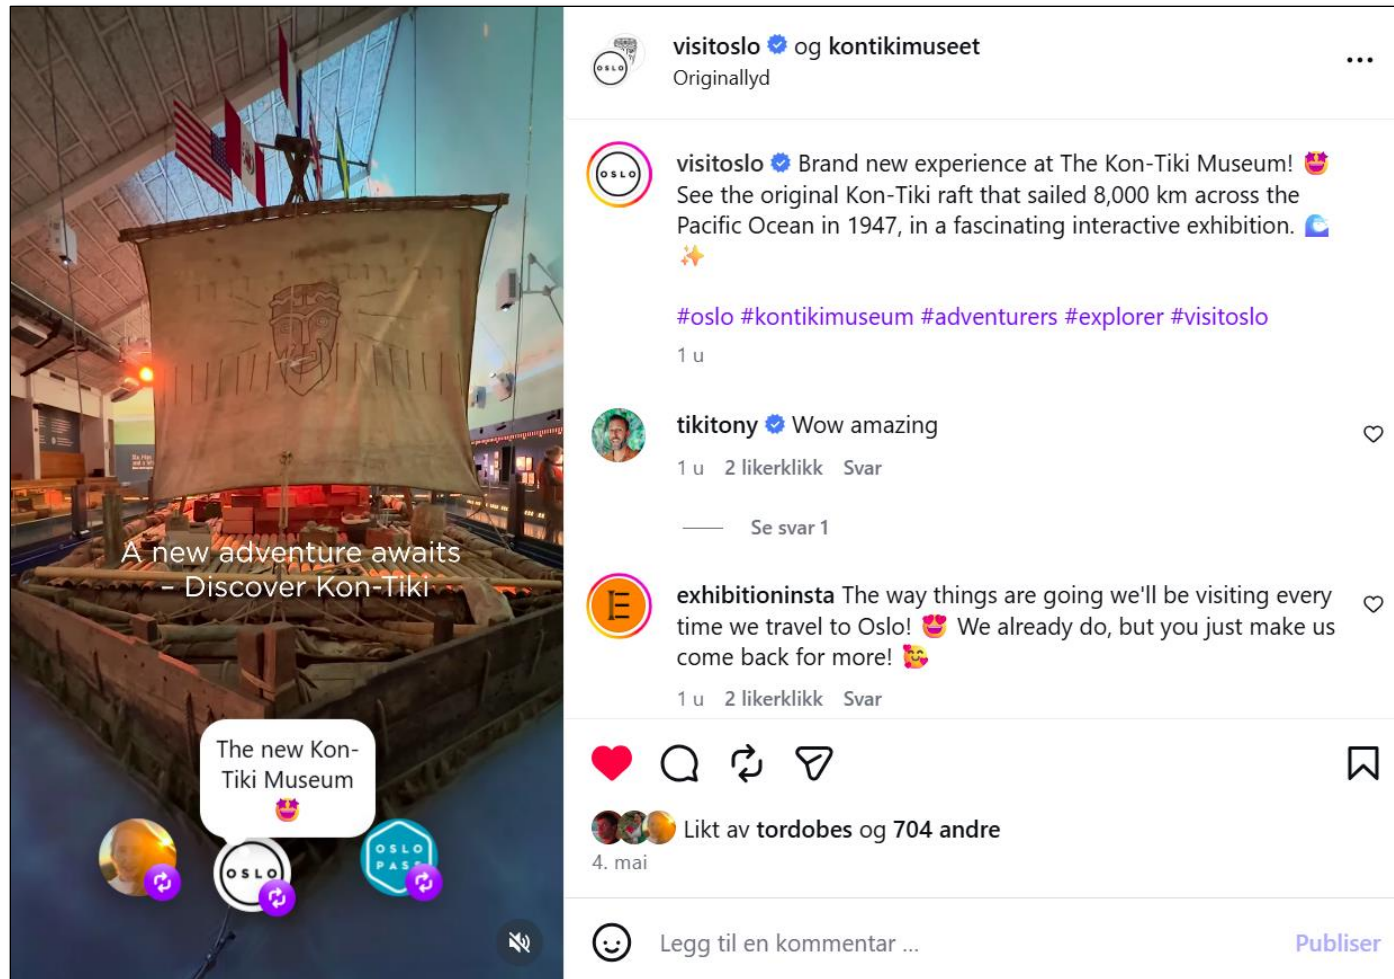 A new adventure awaits
– Discover Kon-Tiki
The new Kon-
Tiki Museum
🤩
OSLO
OSLO
PASS
OSLO
visitoslo og kontikimuseet
Originallyd
OSLO
visitoslo Brand new experience at The Kon-Tiki Museum! 🤩
See the original Kon-Tiki raft that sailed 8,000 km across the
Pacific Ocean in 1947, in a fascinating interactive exhibition. 🌊
✨
#oslo #kontikimuseum #adventurers #explorer #visitoslo
1 u
tikitony Wow amazing
1 u 2 likerklikk Svar
Se svar 1
exhibitioninsta The way things are going we'll be visiting every
time we travel to Oslo! 😍 We already do, but you just make us
come back for more! 🥰
1 u 2 likerklikk Svar
Likt av tordobes og 704 andre
4. mai
Legg til en kommentar ...
Publiser